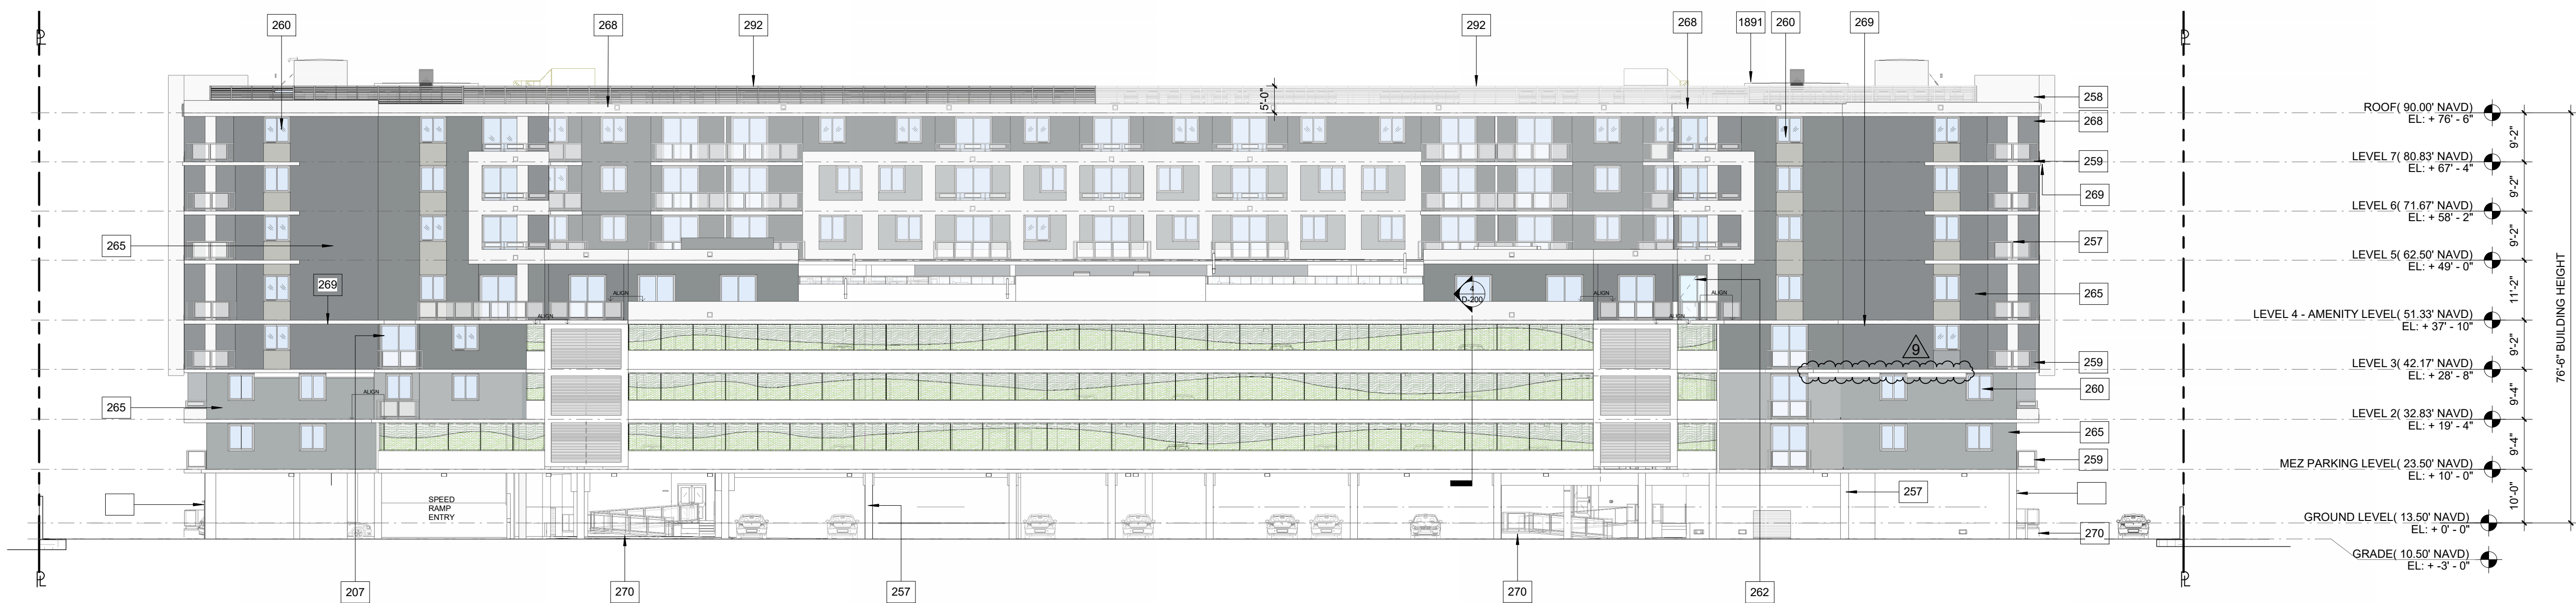 260
268
292
292
268
1891
260
269
5'-0"
258
268
259
269
257
265
259
260
265
259
270
265
269
265
ALIGN
ALIGN
ALIGN
ALIGN
ALIGN
ALIGN
4
D-200
9
SPEED
RAMP
ENTRY
257
207
270
257
270
262
ROOF( 90.00' NAVD)
EL: + 76' - 6"
9'-2"
LEVEL 7( 80.83' NAVD)
EL: + 67' - 4"
9'-2"
LEVEL 6( 71.67' NAVD)
EL: + 58' - 2"
9'-2"
LEVEL 5( 62.50' NAVD)
EL: + 49' - 0"
11'-2"
LEVEL 4 - AMENITY LEVEL( 51.33' NAVD)
EL: + 37' - 10"
9'-2"
LEVEL 3( 42.17' NAVD)
EL: + 28' - 8"
9'-4"
LEVEL 2( 32.83' NAVD)
EL: + 19' - 4"
9'-4"
MEZ PARKING LEVEL( 23.50' NAVD)
EL: + 10' - 0"
10'-0"
GROUND LEVEL( 13.50' NAVD)
EL: + 0' - 0"
GRADE( 10.50' NAVD)
EL: + -3' - 0"
76'-6" BUILDING HEIGHT
PL
PL
PL
PL